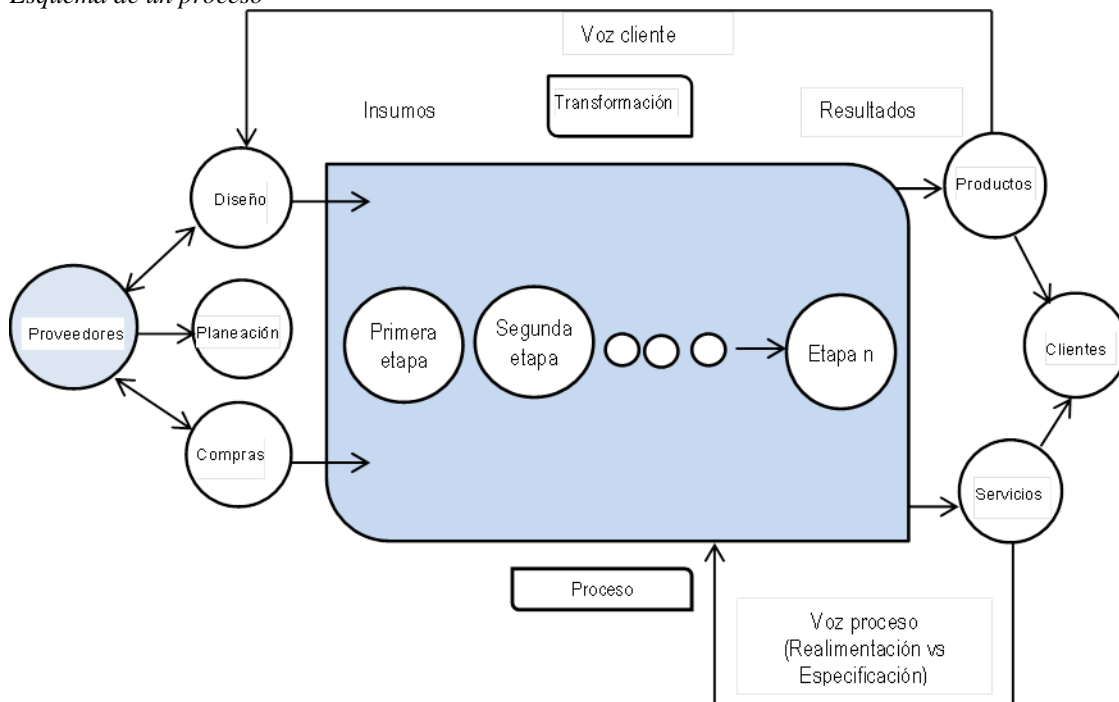 Esquema de un proceso
Voz cliente
Insumos
Transformación
Resultados
Diseño
Productos
Proveedores
Planeación
Primera
etapa
Segunda
etapa
Etapa n
Clientes
Compras
Servicios
Proceso
Voz proceso
(Realimentación vs
Especificación)